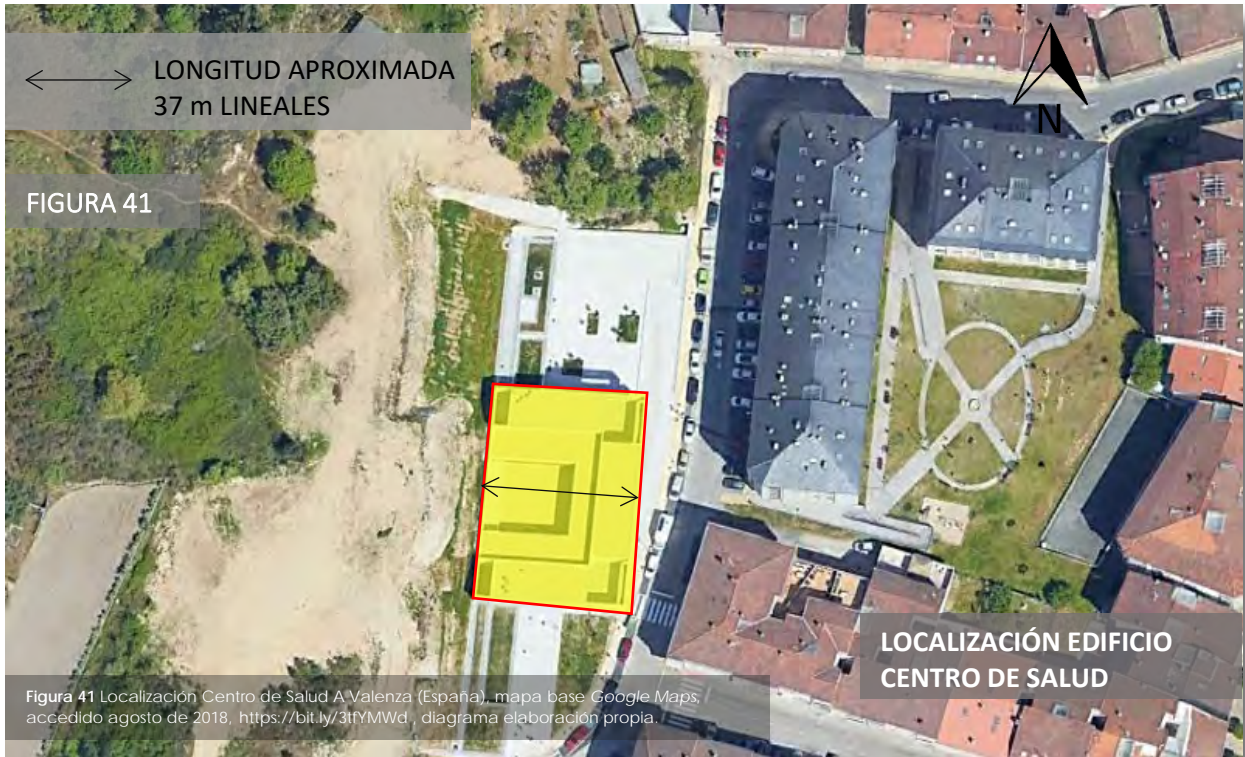 LONGITUD APROXIMADA
37 m LINEALES
N
FIGURA 41
LOCALIZACIÓN EDIFICIO
CENTRO DE SALUD
Figura 41 Localización Centro de Salud A Valenza (España), mapa base Google Maps,
accedido agosto de 2018, https://bit.ly/3tfYMWd , diagrama elaboración propia.